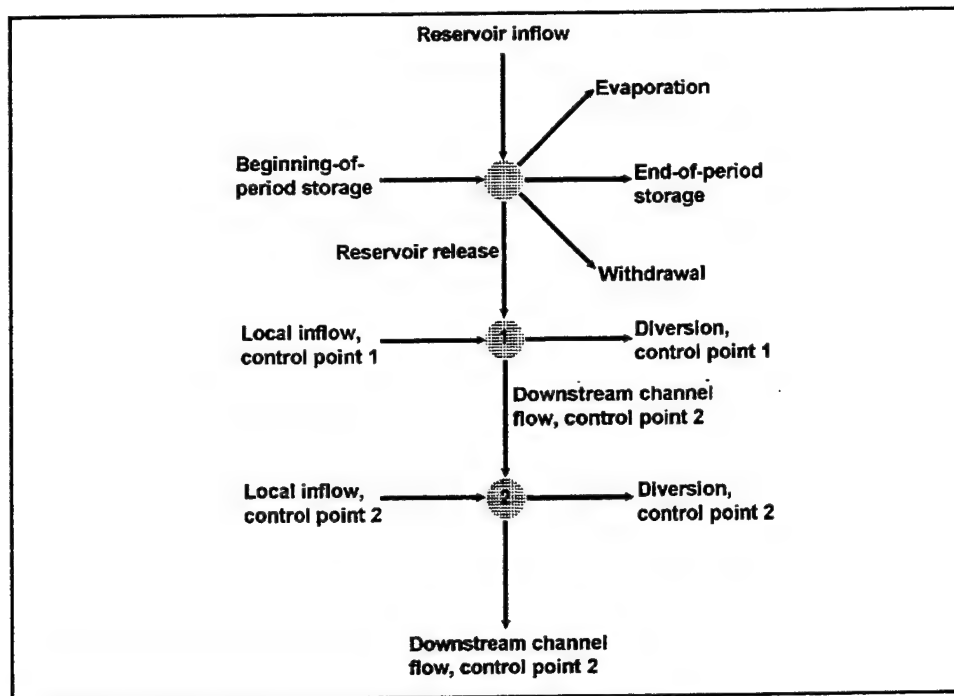 Reservoir inflow
Evaporation
Beginning-of-
period storage
End-of-period
storage
Reservoir release
Withdrawal
Local inflow,
control point 1
1
Diversion,
control point 1
Downstream channel
flow, control point 2
Local inflow,
control point 2
2
Diversion,
control point 2
Downstream channel
flow, control point 2